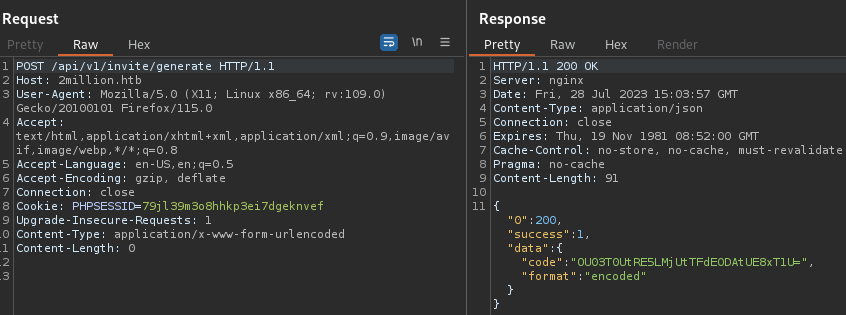 Request
Pretty Raw Hex
\n
1 POST /api/v1/invite/generate HTTP/1.1
2 Host: 2million.htb
3 User-Agent: Mozilla/5.0 (X11; Linux x86_64; rv:109.0)
Gecko/20100101 Firefox/115.0
4 Accept:
text/html,application/xhtml+xml,application/xml;q=0.9,image/av
if,image/webp,*/*;q=0.8
5 Accept-Language: en-US,en;q=0.5
6 Accept-Encoding: gzip, deflate
7 Connection: close
8 Cookie: PHPSESSID=79jl39m3o8hhkp3ei7dgeknvef
9 Upgrade-Insecure-Requests: 1
10 Content-Type: application/x-www-form-urlencoded
11 Content-Length: 0
12
13
Response
Pretty Raw Hex Render
1 HTTP/1.1 200 OK
2 Server: nginx
3 Date: Fri, 28 Jul 2023 15:03:57 GMT
4 Content-Type: application/json
5 Connection: close
6 Expires: Thu, 19 Nov 1981 08:52:00 GMT
7 Cache-Control: no-store, no-cache, must-revalidate
8 Pragma: no-cache
9 Content-Length: 91
10
11 {
"0":200,
"success":1,
"data":{
"code":"OU03T0UtRE5LMjUtTFdEODAtUE8xT1U=",
"format":"encoded"
}
}